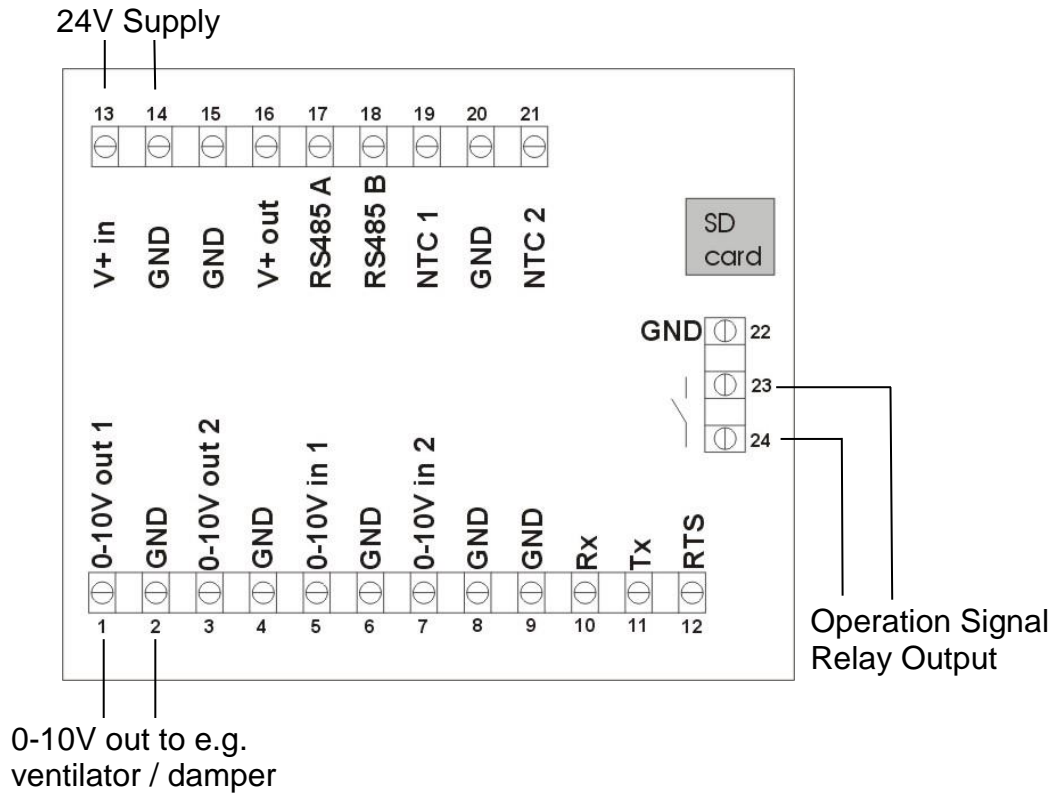 24V Supply
13 14 15 16 17 18 19 20 21
V+ in GND GND V+ out RS485 A RS485 B NTC 1 GND NTC 2
SD
card
GND 22
23
24
0-10V out 1 GND 0-10V out 2 GND 0-10V in 1 GND 0-10V in 2 GND GND Rx Tx RTS
1 2 3 4 5 6 7 8 9 10 11 12
Operation Signal
Relay Output
0-10V out to e.g.
ventilator / damper